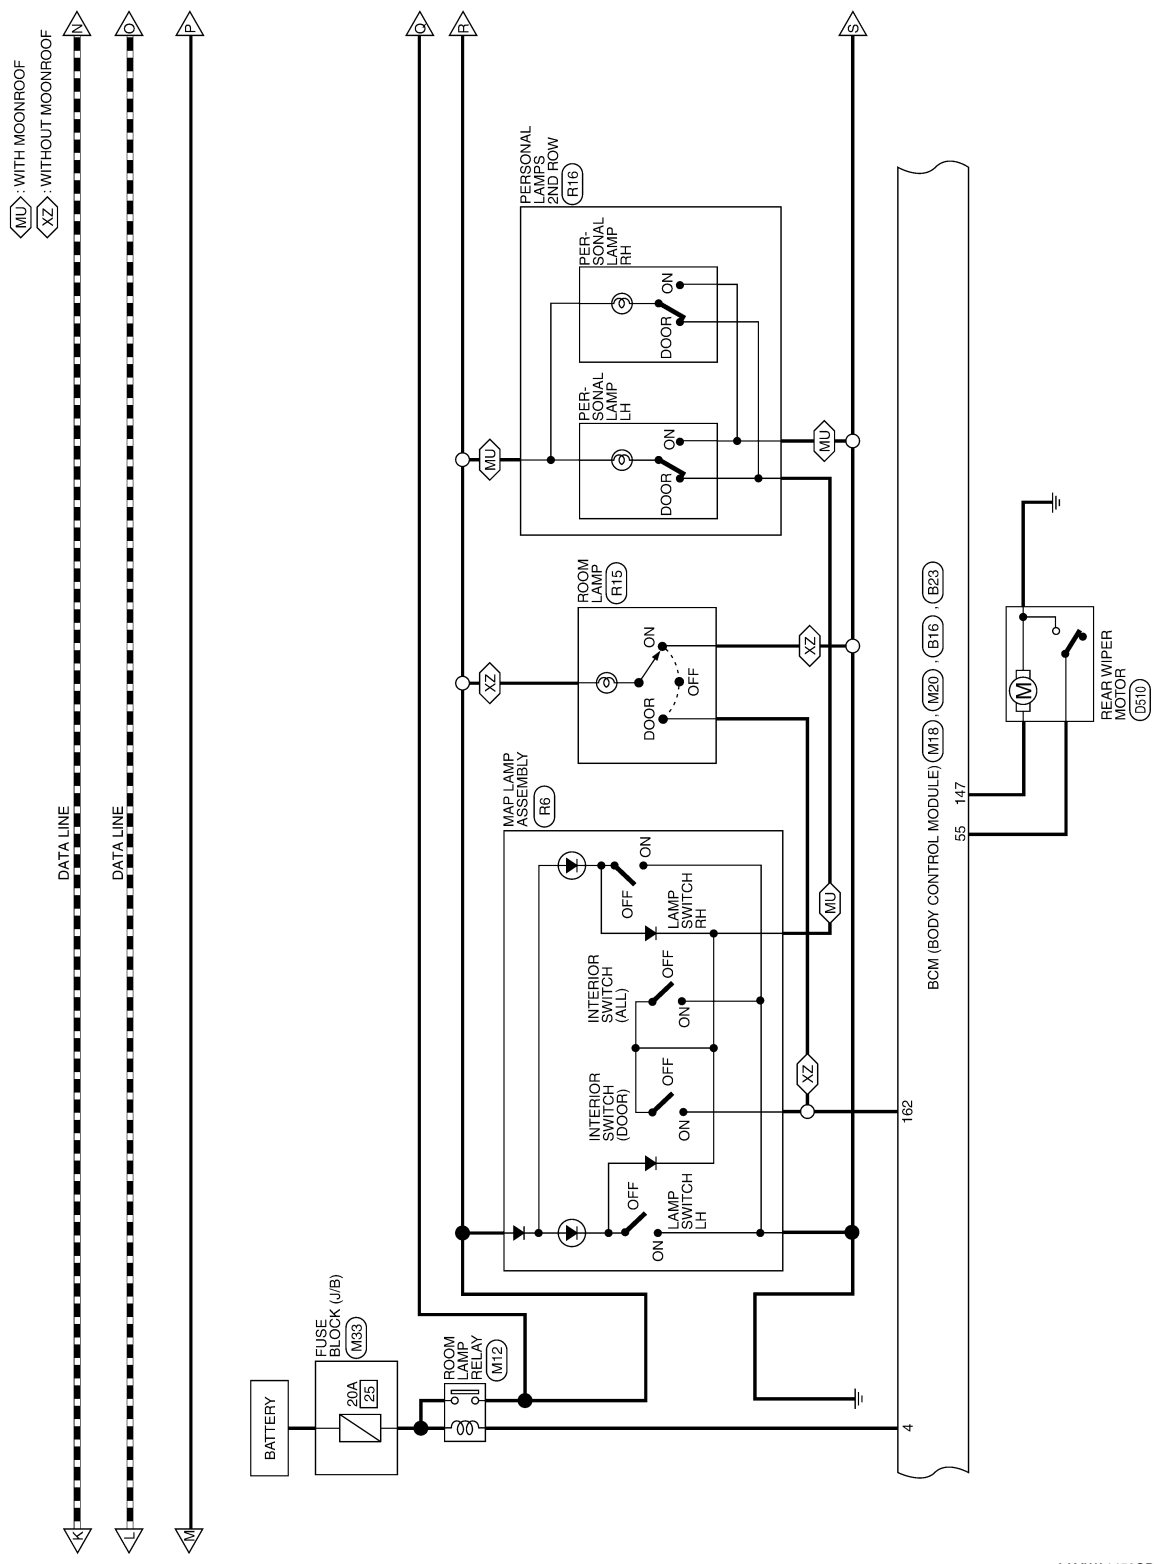 MU : WITH MOONROOF
XZ : WITHOUT MOONROOF
K
DATA LINE
N
L
DATA LINE
O
M
P
Q
R
S
BATTERY
FUSE
BLOCK (J/B)
M33
20A
25
ROOM
LAMP
RELAY
M12
MAP LAMP
ASSEMBLY
R6
LAMP
SWITCH
LH
ON
OFF
INTERIOR
SWITCH
(DOOR)
ON
OFF
INTERIOR
SWITCH
(ALL)
ON
OFF
LAMP
SWITCH
RH
OFF
ON
XZ
MU
ROOM
LAMP
R15
DOOR
OFF
ON
XZ
XZ
PERSONAL
LAMPS
2ND ROW
R16
PER-
SONAL
LAMP
LH
DOOR
ON
PER-
SONAL
LAMP
RH
DOOR
ON
MU
MU
4
162
55
147
BCM (BODY CONTROL MODULE) M18 , M20 , B16 , B23
M
REAR WIPER
MOTOR
D510